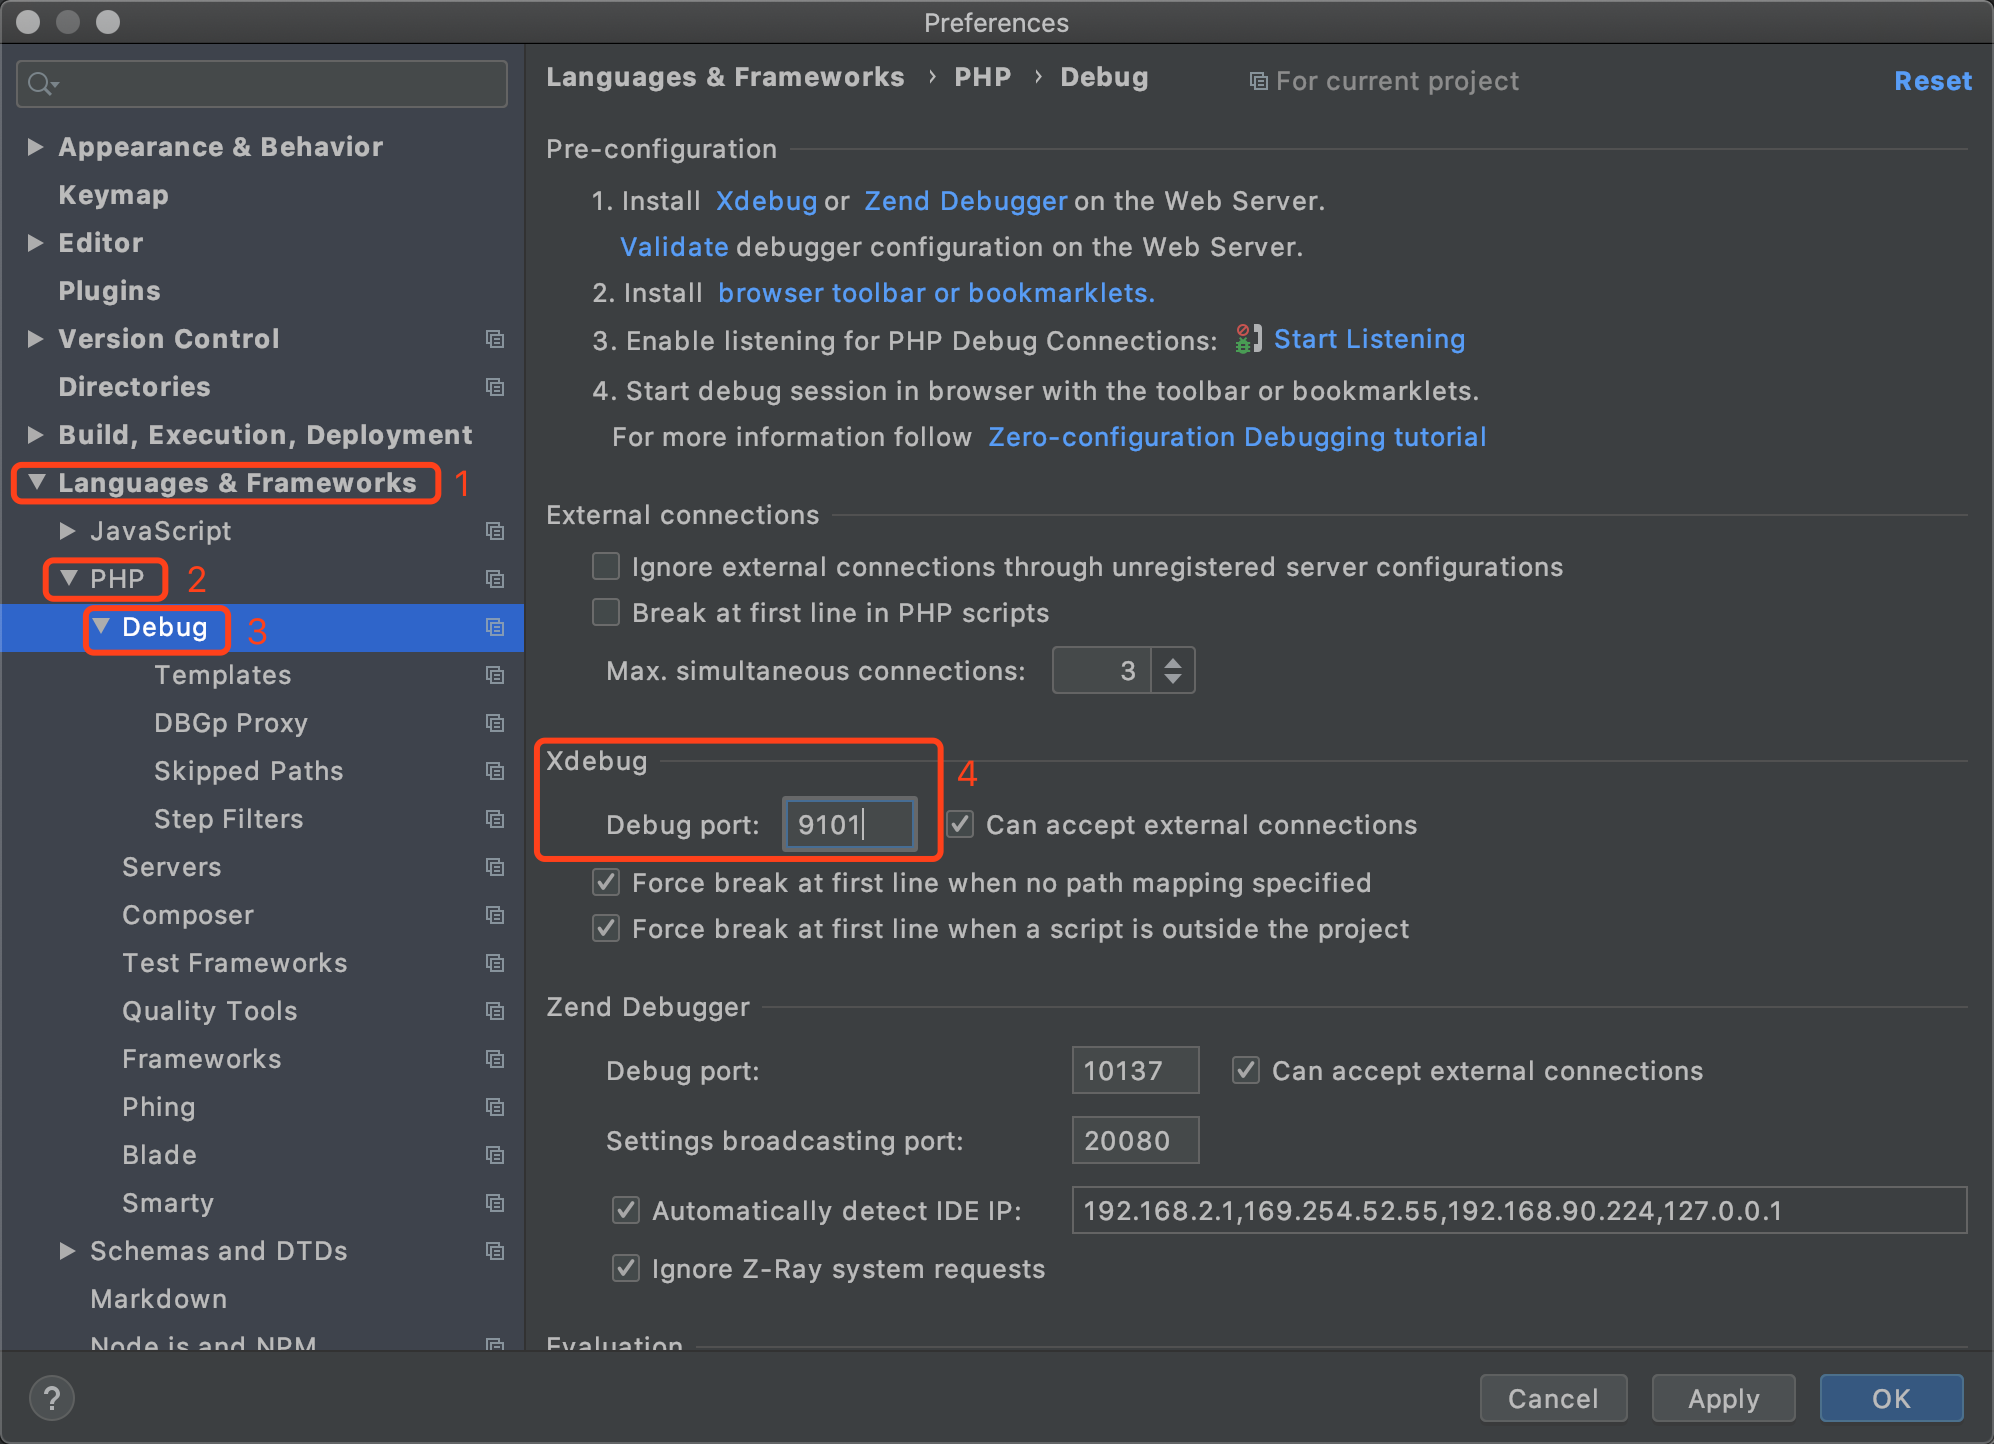 Preferences
Appearance & Behavior
Keymap
Editor
Plugins
Version Control
Directories
Build, Execution, Deployment
Languages & Frameworks 1
JavaScript
PHP 2
Debug 3
Templates
DBGp Proxy
Skipped Paths
Step Filters
Servers
Composer
Test Frameworks
Quality Tools
Frameworks
Phing
Blade
Smarty
Schemas and DTDs
Markdown
Node.js and NPM
Languages & Frameworks › PHP › Debug For current project Reset
Pre-configuration
1. Install Xdebug or Zend Debugger on the Web Server.
Validate debugger configuration on the Web Server.
2. Install browser toolbar or bookmarklets.
3. Enable listening for PHP Debug Connections: Start Listening
4. Start debug session in browser with the toolbar or bookmarklets.
For more information follow Zero-configuration Debugging tutorial
External connections
Ignore external connections through unregistered server configurations
Break at first line in PHP scripts
Max. simultaneous connections: 3
Xdebug 4
Debug port: 9101 Can accept external connections
Force break at first line when no path mapping specified
Force break at first line when a script is outside the project
Zend Debugger
Debug port: 10137 Can accept external connections
Settings broadcasting port: 20080
Automatically detect IDE IP: 192.168.2.1,169.254.52.55,192.168.90.224,127.0.0.1
Ignore Z-Ray system requests
Evaluation
? Cancel Apply OK